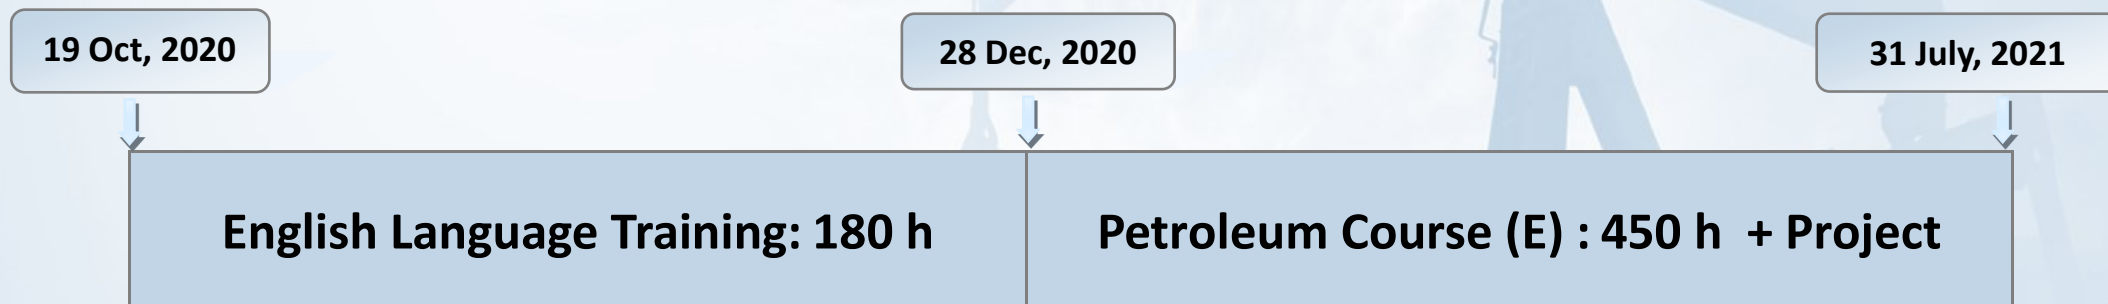 19 Oct, 2020
28 Dec, 2020
31 July, 2021
English Language Training: 180 h
Petroleum Course (E) : 450 h + Project